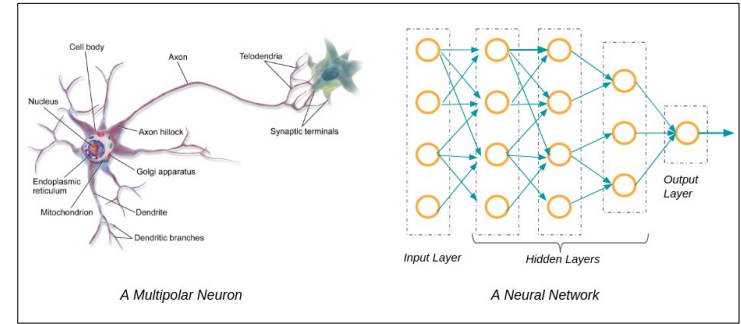 Cell body
Axon
Telodendria
Nucleus
Axon hillock
Synaptic terminals
Golgi apparatus
Endoplasmic
reticulum
Mitochondrion
Dendrite
Dendritic branches
A Multipolar Neuron
Input Layer
Hidden Layers
Output
Layer
A Neural Network